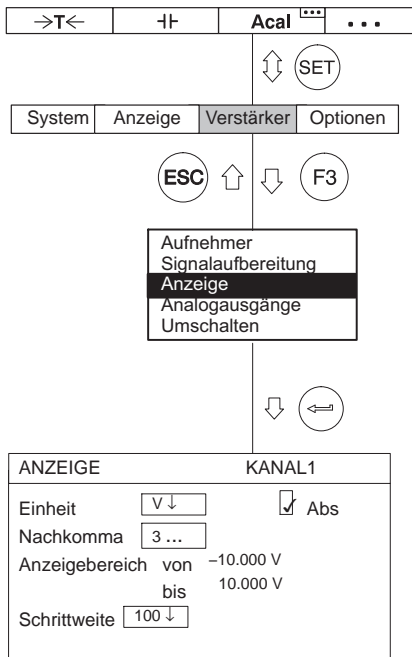 →T← ⊣⊢ Acal ... ...
SET
System Anzeige Verstärker Optionen
ESC F3
Aufnehmer
Signalaufbereitung
Anzeige
Analogausgänge
Umschalten
ANZEIGE KANAL1
Einheit V↓ ✓ Abs
Nachkomma 3 ...
Anzeigebereich von –10.000 V
bis 10.000 V
Schrittweite 100↓